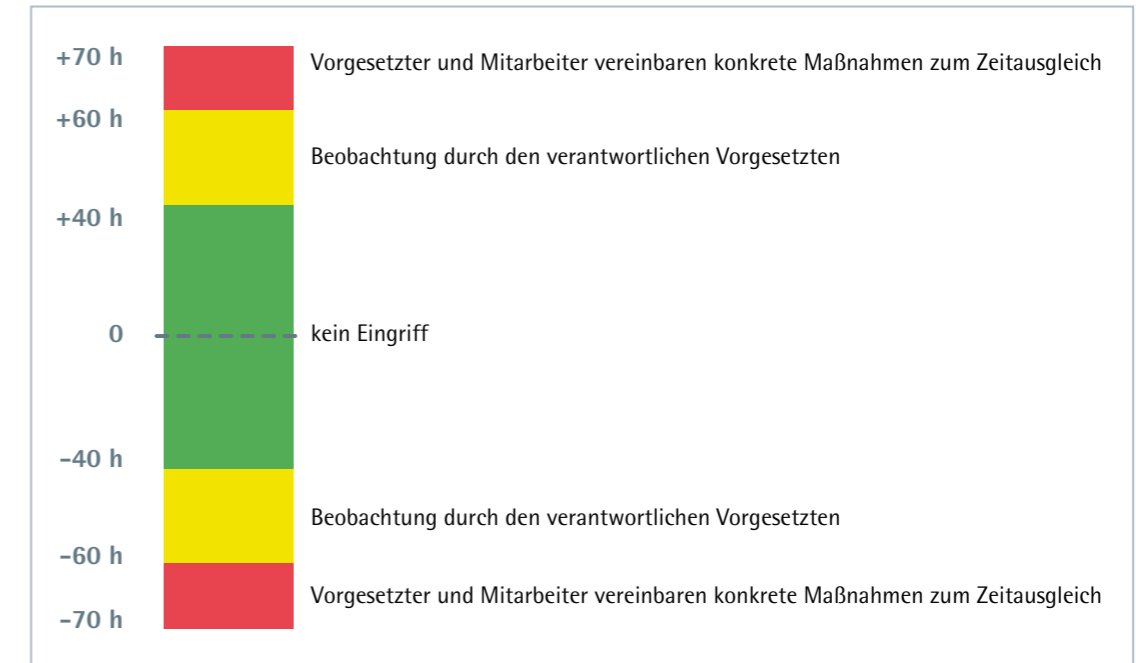 +70 h Vorgesetzter und Mitarbeiter vereinbaren konkrete Maßnahmen zum Zeitausgleich
+60 h
Beobachtung durch den verantwortlichen Vorgesetzten
+40 h
0 kein Eingriff
-40 h
Beobachtung durch den verantwortlichen Vorgesetzten
-60 h
Vorgesetzter und Mitarbeiter vereinbaren konkrete Maßnahmen zum Zeitausgleich
-70 h